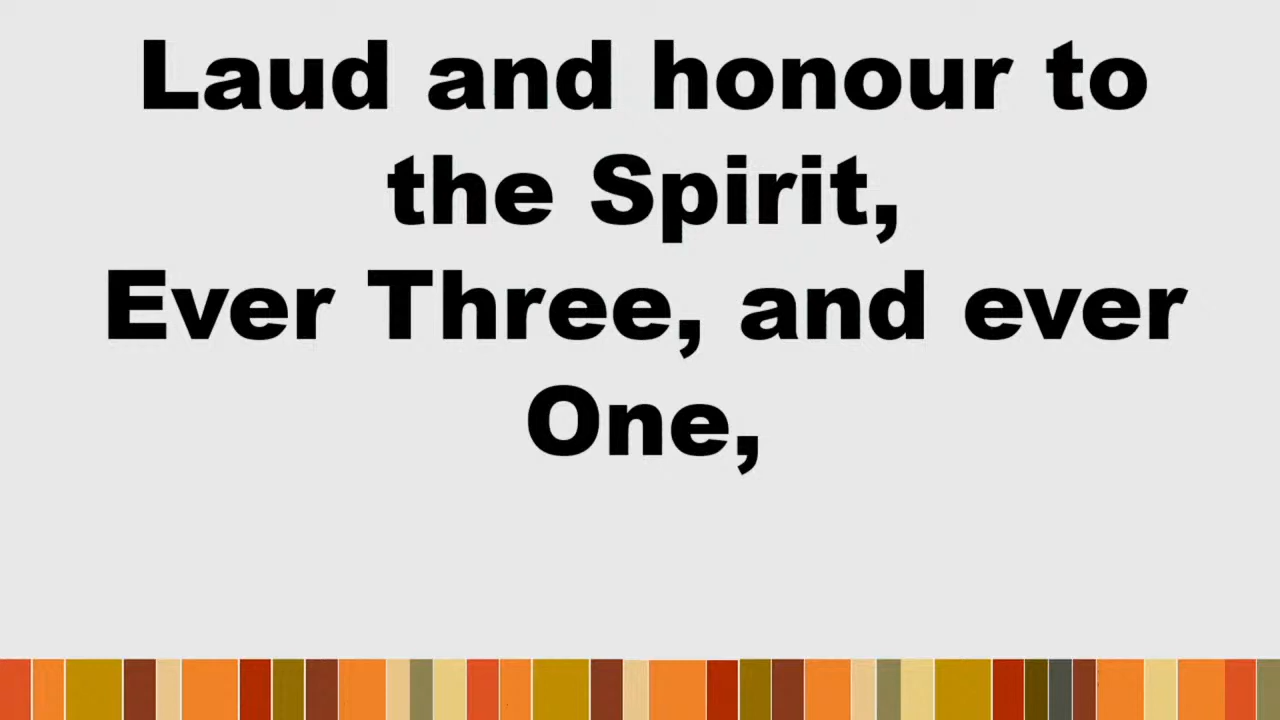 Laud and honour to
the Spirit,
Ever Three, and ever
One,